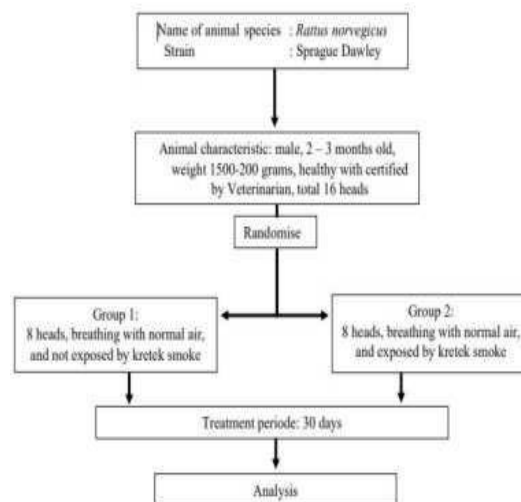 Name of animal species : Rattus norvegicus
Strain : Sprague Dawley
Animal characteristic: male, 2 – 3 months old,
weight 1500-200 grams, healthy with certified
by Veterinarian, total 16 heads
Randomise
Group 1:
8 heads, breathing with normal air,
and not exposed by kretek smoke
Group 2:
8 heads, breathing with normal air,
and exposed by kretek smoke
Treatment periode: 30 days
Analysis